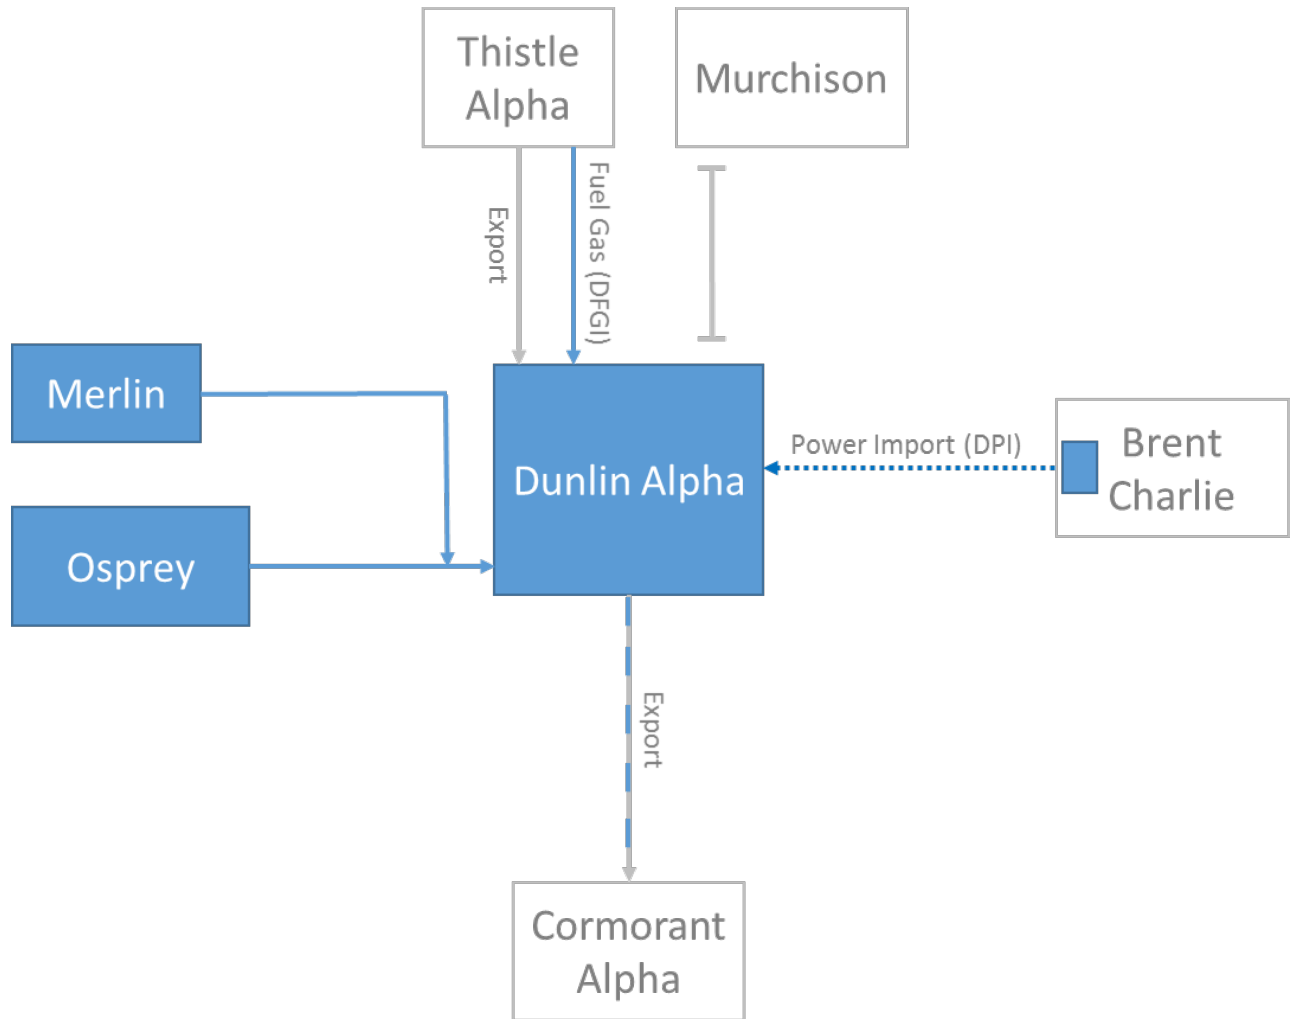 Thistle
Alpha
Murchison
Export
Fuel Gas (DFGI)
Merlin
Osprey
Dunlin Alpha
Power Import (DPI)
Brent
Charlie
Export
Cormorant
Alpha